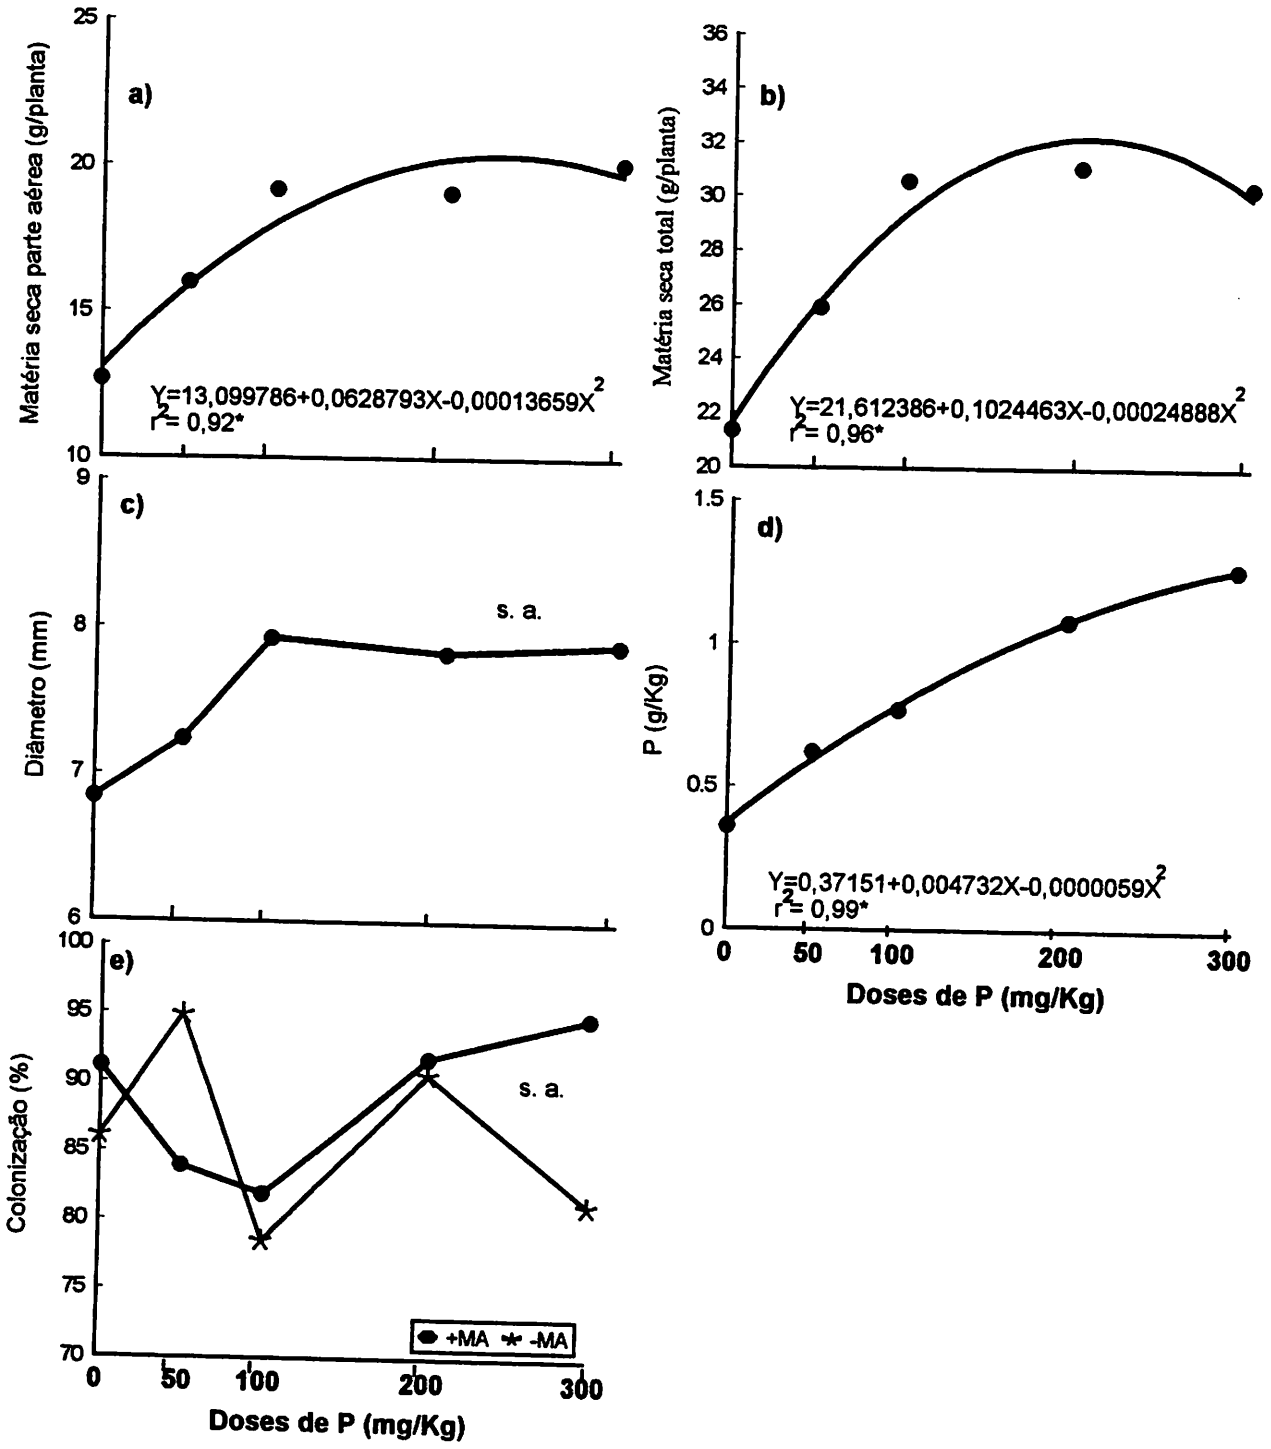 25
20
15
10
Matéria seca parte aérea (g/planta)
a)
Y=13,099786+0,0628793X-0,00013659X²
r²= 0,92*
36
34
32
30
28
26
24
22
20
Matéria seca total (g/planta)
b)
Y=21,612386+0,1024463X-0,00024888X²
r²= 0,96*
9
8
7
6
Diâmetro (mm)
c)
s. a.
1.5
1
0.5
0
P (g/Kg)
d)
Y=0,37151+0,004732X-0,0000059X²
r²= 0,99*
0 50 100 200 300
Doses de P (mg/Kg)
100
95
90
85
80
75
70
Colonização (%)
e)
s. a.
+MA -MA
0 50 100 200 300
Doses de P (mg/Kg)